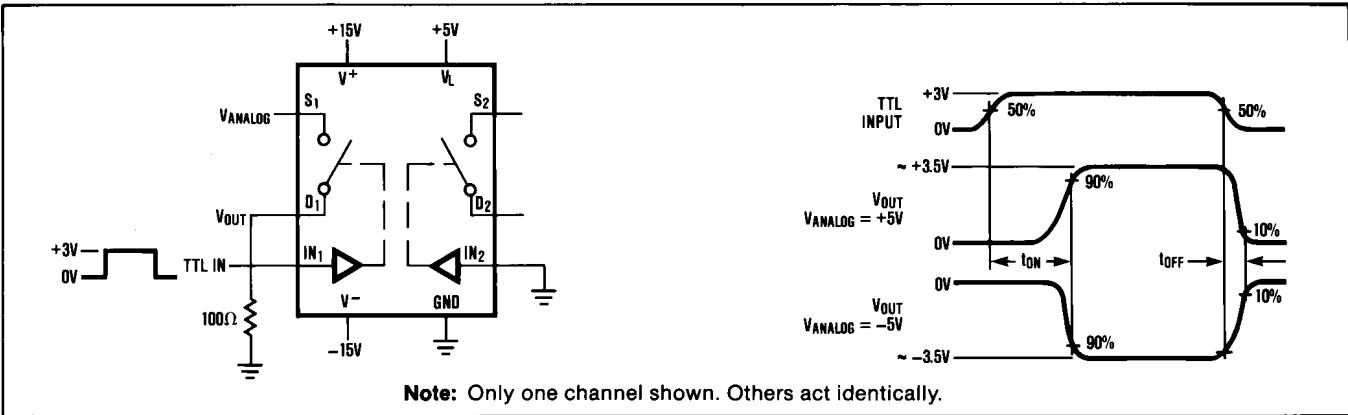 +15V
+5V
V+
VL
S1
S2
VANALOG
D1
D2
VOUT
+3V
0V
TTL IN
IN1
IN2
100Ω
V−
GND
−15V
TTL
INPUT
+3V
0V
50%
50%
≈ +3.5V
VOUT
VANALOG = +5V
0V
90%
10%
tON
tOFF
0V
VOUT
VANALOG = −5V
≈ −3.5V
90%
10%
Note: Only one channel shown. Others act identically.